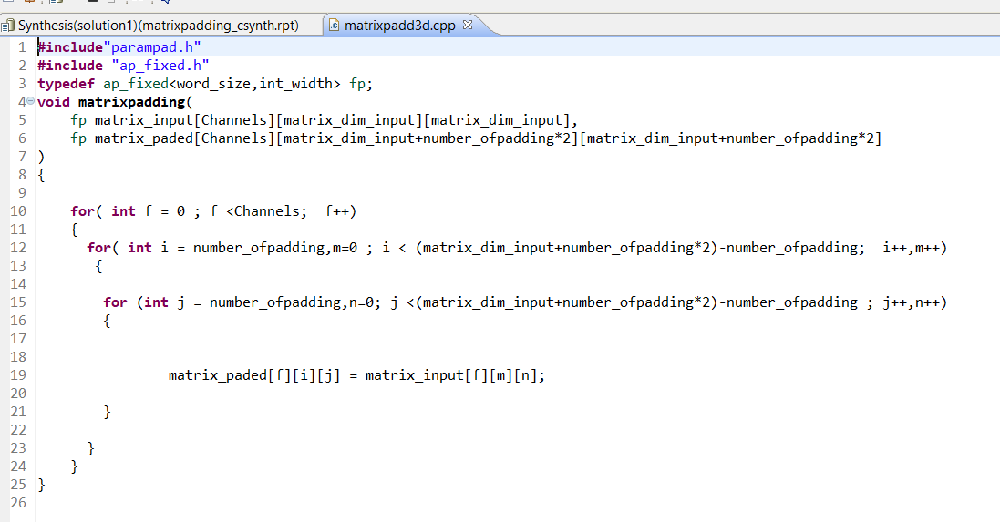 Synthesis(solution1)(matrixpadding_csynth.rpt) matrixpadd3d.cpp
1 #include"parampad.h"
2 #include "ap_fixed.h"
3 typedef ap_fixed<word_size,int_width> fp;
4 void matrixpadding(
5 fp matrix_input[Channels][matrix_dim_input][matrix_dim_input],
6 fp matrix_paded[Channels][matrix_dim_input+number_ofpadding*2][matrix_dim_input+number_ofpadding*2]
7 )
8 {
9
10 for( int f = 0 ; f <Channels;  f++)
11 {
12 for( int i = number_ofpadding,m=0 ; i < (matrix_dim_input+number_ofpadding*2)-number_ofpadding;  i++,m++)
13 {
14
15 for (int j = number_ofpadding,n=0; j <(matrix_dim_input+number_ofpadding*2)-number_ofpadding ; j++,n++)
16 {
17
18
19 matrix_paded[f][i][j] = matrix_input[f][m][n];
20
21 }
22
23 }
24 }
25 }
26